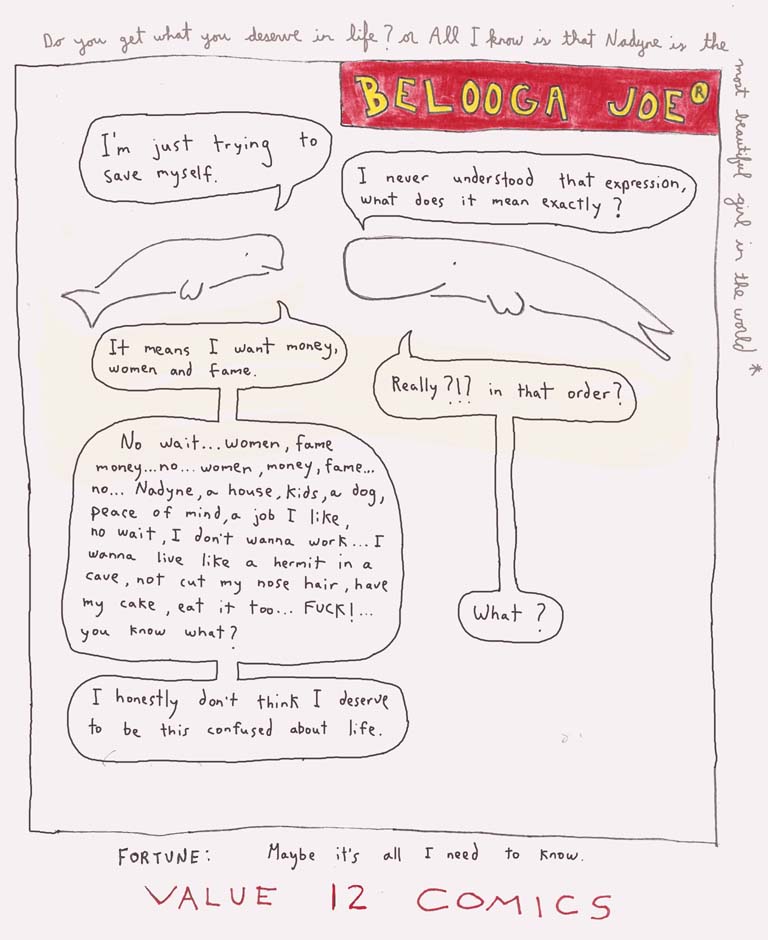 Do you get what you deserve in life? or All I know is that Nadyne is the
most beautiful girl in the world*
BELOOGA JOE®
I'm just trying to
save myself.
I never understood that expression,
what does it mean exactly?
It means I want money,
women and fame.
Really?!? in that order?
No wait...women, fame
money...no...women, money, fame...
no... Nadyne, a house, kids, a dog,
peace of mind, a job I like,
no wait, I don't wanna work...I
wanna live like a hermit in a
cave, not cut my nose hair, have
my cake, eat it too... FUCK!...
you know what?
What?
I honestly don't think I deserve
to be this confused about life.
FORTUNE: Maybe it's all I need to know.
VALUE 12 COMICS